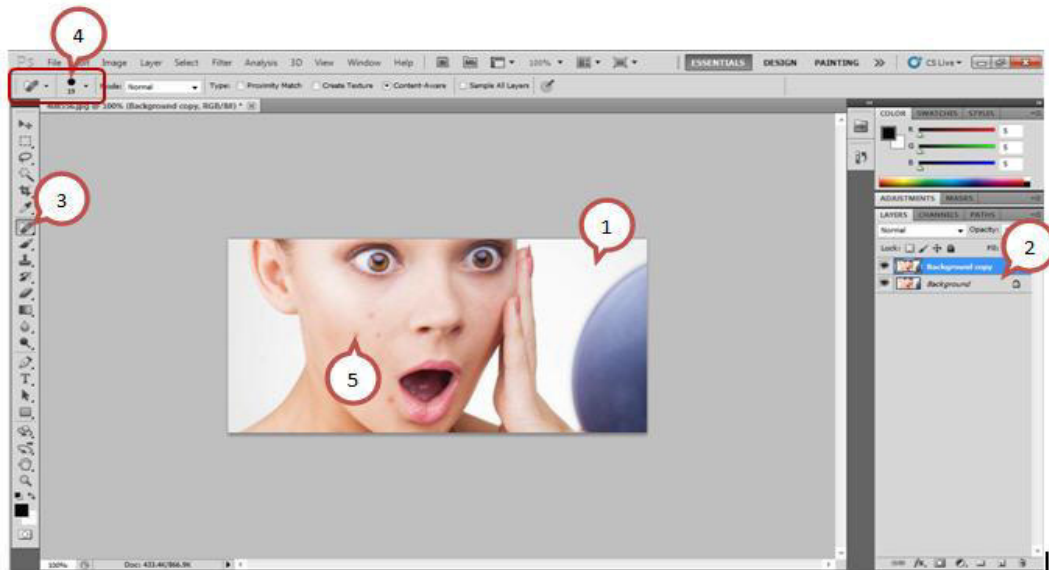 4
PS File Image Layer Select Filter Analysis 3D View Window Help 100% ESSENTIALS DESIGN PAINTING CS Live
19 Mode: Normal Type: Proximity Match Create Texture Content-Aware Sample All Layers
100% (Background copy, RGB/8#) *
COLOR SWATCHES STYLES
R 5
G 5
B 5
ADJUSTMENTS MASKS
LAYERS CHANNELS PATHS
Normal Opacity:
Lock:
Background copy
Background
3
1
2
5
100% Doc: 433.4K/866.9K